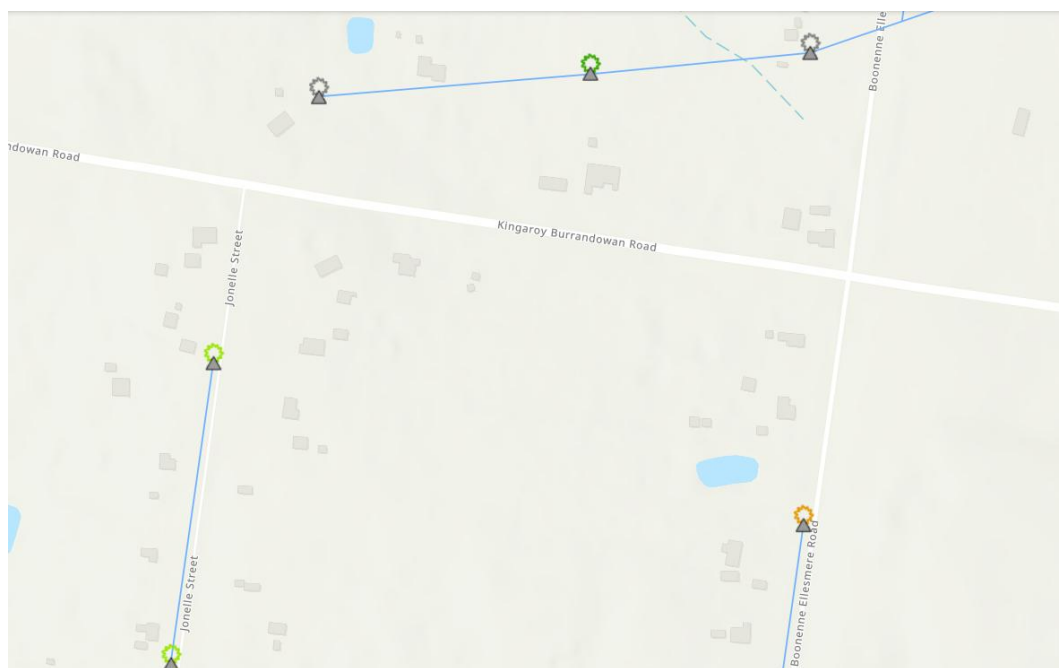 Boonenne Elle
ndowan Road
Kingaroy Burrandowan Road
Jonelle Street
Jonelle Street
Boonenne Ellesmere Road